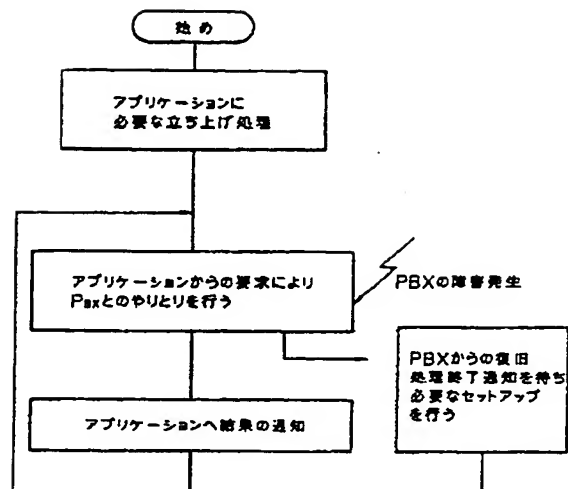 始め
アプリケーションに
必要な立ち上げ処理
アプリケーションからの要求により
PBXとのやりとりを行う
PBXの障害発生
PBXからの復旧
処理終了通知を待ち
必要なセットアップ
を行う
アプリケーションへ結果の通知